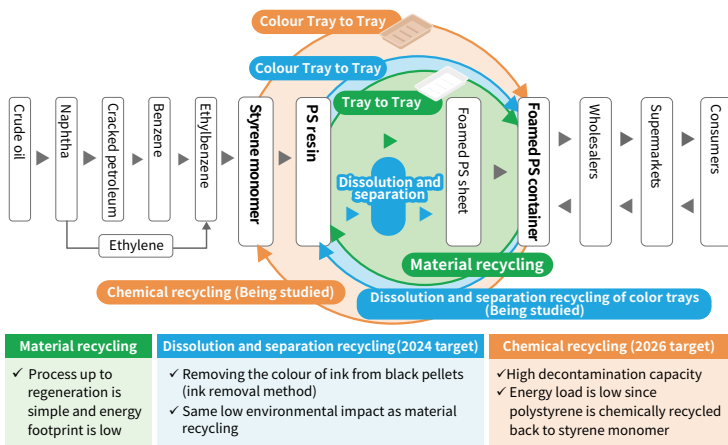 Colour Tray to Tray
Colour Tray to Tray
Tray to Tray
Crude oil
Naphtha
Cracked petroleum
Benzene
Ethylbenzene
Styrene monomer
PS resin
Dissolution and
separation
Foamed PS sheet
Foamed PS container
Wholesalers
Supermarkets
Consumers
Ethylene
Material recycling
Chemical recycling (Being studied)
Dissolution and separation recycling of color trays
(Being studied)
Material recycling
✓ Process up to
regeneration is
simple and energy
footprint is low
Dissolution and separation recycling (2024 target)
✓ Removing the colour of ink from black pellets
(ink removal method)
✓ Same low environmental impact as material
recycling
Chemical recycling (2026 target)
✓High decontamination capacity
✓ Energy load is low since
polystyrene is chemically recycled
back to styrene monomer